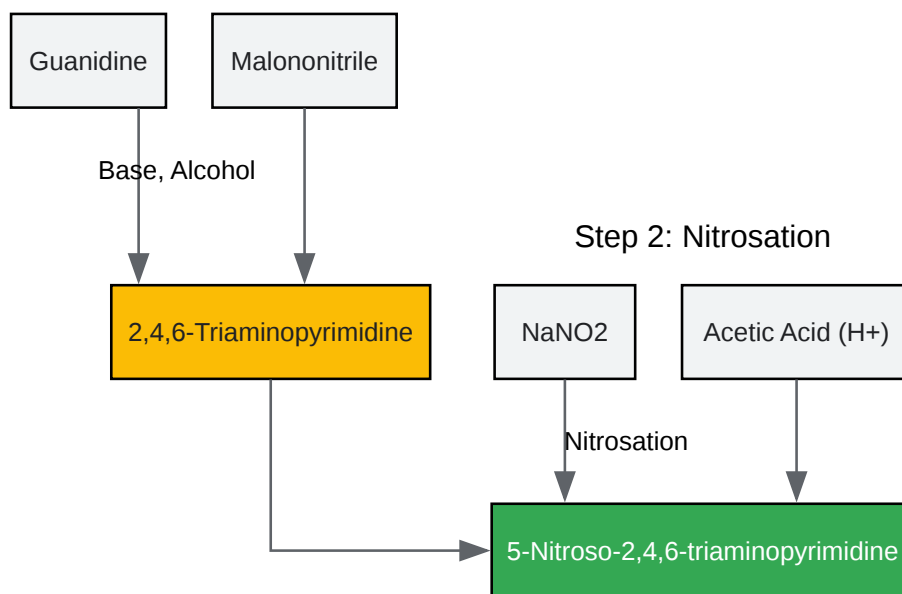 Guanidine
Malononitrile
Base, Alcohol
Step 2: Nitrosation
2,4,6-Triaminopyrimidine
NaNO2
Acetic Acid (H+)
Nitrosation
5-Nitroso-2,4,6-triaminopyrimidine